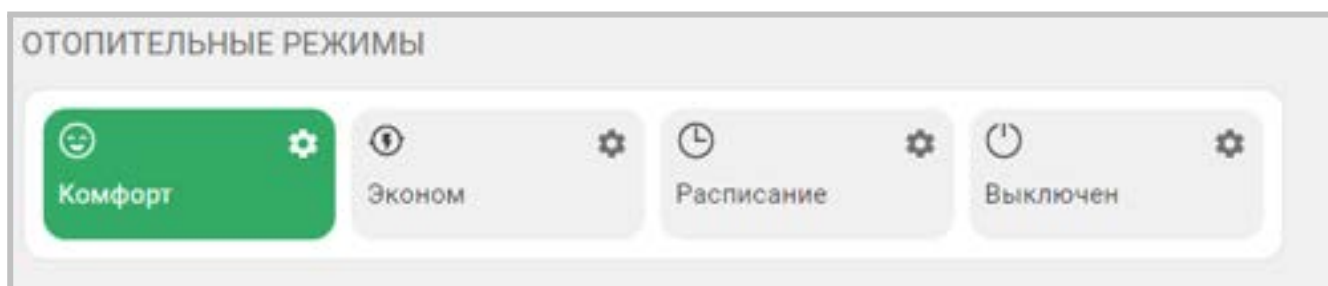 ОТОПИТЕЛЬНЫЕ РЕЖИМЫ
Комфорт
Эконом
Расписание
Выключен